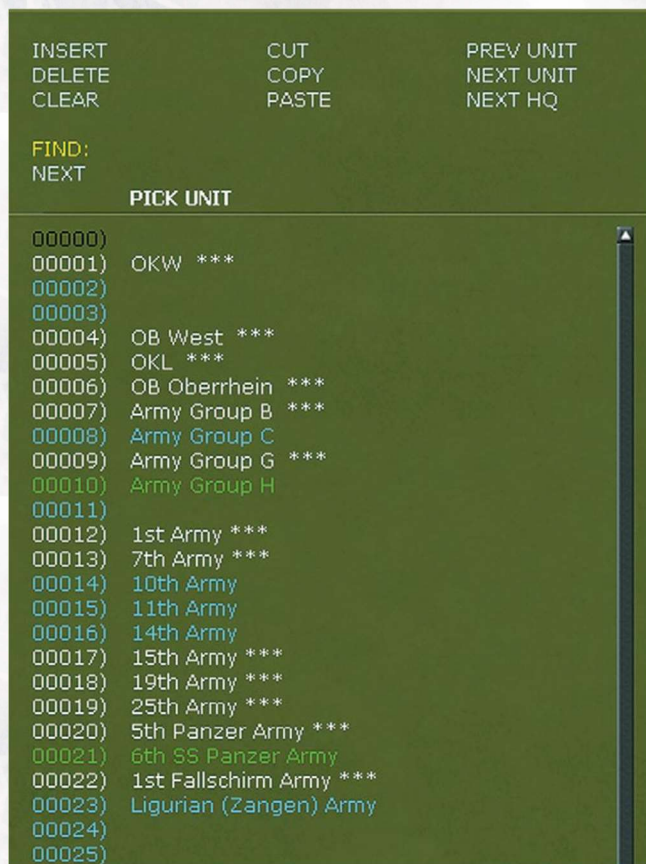 INSERT CUT PREV UNIT
DELETE COPY NEXT UNIT
CLEAR PASTE NEXT HQ
FIND:
NEXT
PICK UNIT
00000)
00001) OKW ***
00002)
00003)
00004) OB West ***
00005) OKL ***
00006) OB Oberrhein ***
00007) Army Group B ***
00008) Army Group C
00009) Army Group G ***
00010) Army Group H
00011)
00012) 1st Army ***
00013) 7th Army ***
00014) 10th Army
00015) 11th Army
00016) 14th Army
00017) 15th Army ***
00018) 19th Army ***
00019) 25th Army ***
00020) 5th Panzer Army ***
00021) 6th SS Panzer Army
00022) 1st Fallschirm Army ***
00023) Ligurian (Zangen) Army
00024)
00025)